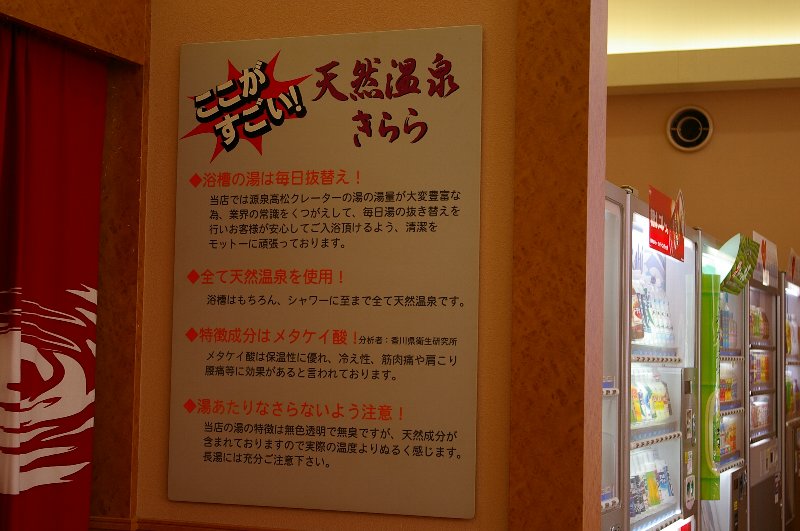 ここが
すごい!
天然温泉
きらら
◆浴槽の湯は毎日抜替え!
当店では源泉高松クレーターの湯の湯量が大変豊富な
為、業界の常識をくつがえして、毎日湯の抜き替えを
行いお客様が安心してご入浴頂けるよう、清潔を
モットーに頑張っております。
◆全て天然温泉を使用!
浴槽はもちろん、シャワーに至まで全て天然温泉です。
◆特徴成分はメタケイ酸!分析者:香川県衛生研究所
メタケイ酸は保温性に優れ、冷え性、筋肉痛や肩こり
腰痛等に効果があると言われております。
◆湯あたりなさらないよう注意!
当店の湯の特徴は無色透明で無臭ですが、天然成分が
含まれておりますので実際の温度よりぬるく感じます。
長湯には充分ご注意下さい。